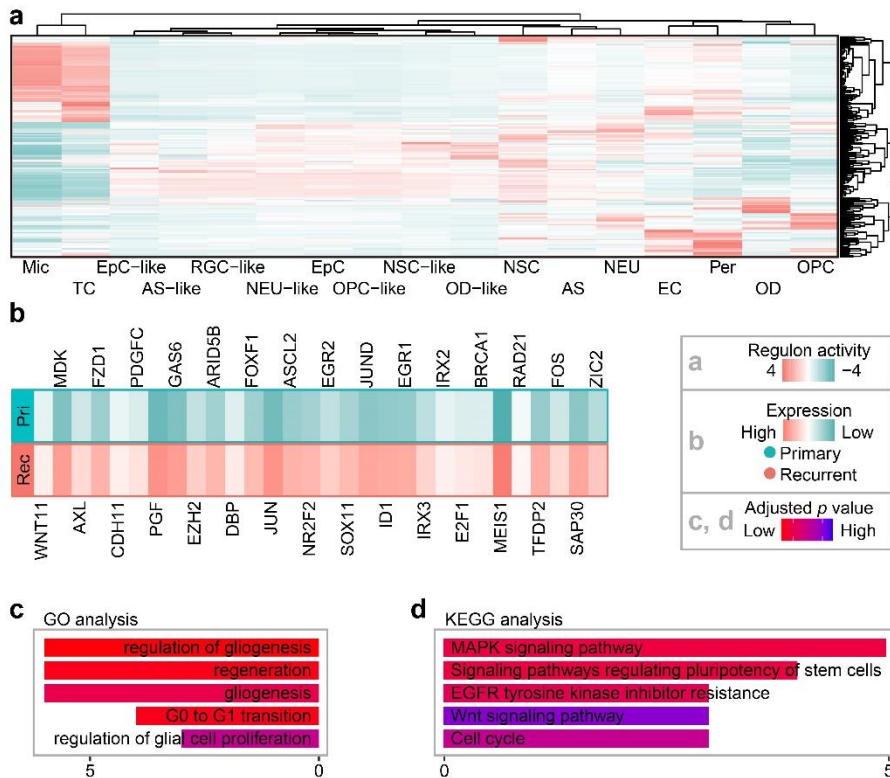 a
Mic EpC-like RGC-like EpC NSC-like NSC NEU Per OPC
TC AS-like NEU-like OPC-like OD-like AS EC OD
b
MDK FZD1 PDGFC GAS6 ARID5B FOXF1 ASCL2 EGR2 JUND EGR1 IRX2 BRCA1 RAD21 FOS ZIC2
Pri
Rec
WNT11 AXL CDH11 PGF EZH2 DBP JUN NR2F2 SOX11 ID1 IRX3 E2F1 MEIS1 TFDP2 SAP30
a
Regulon activity
4 -4
b
Expression
High Low
Primary
Recurrent
c, d
Adjusted p value
Low High
c
GO analysis
regulation of gliogenesis
regeneration
gliogenesis
G0 to G1 transition
regulation of glial cell proliferation
5 0
d
KEGG analysis
MAPK signaling pathway
Signaling pathways regulating pluripotency of stem cells
EGFR tyrosine kinase inhibitor resistance
Wnt signaling pathway
Cell cycle
0 5